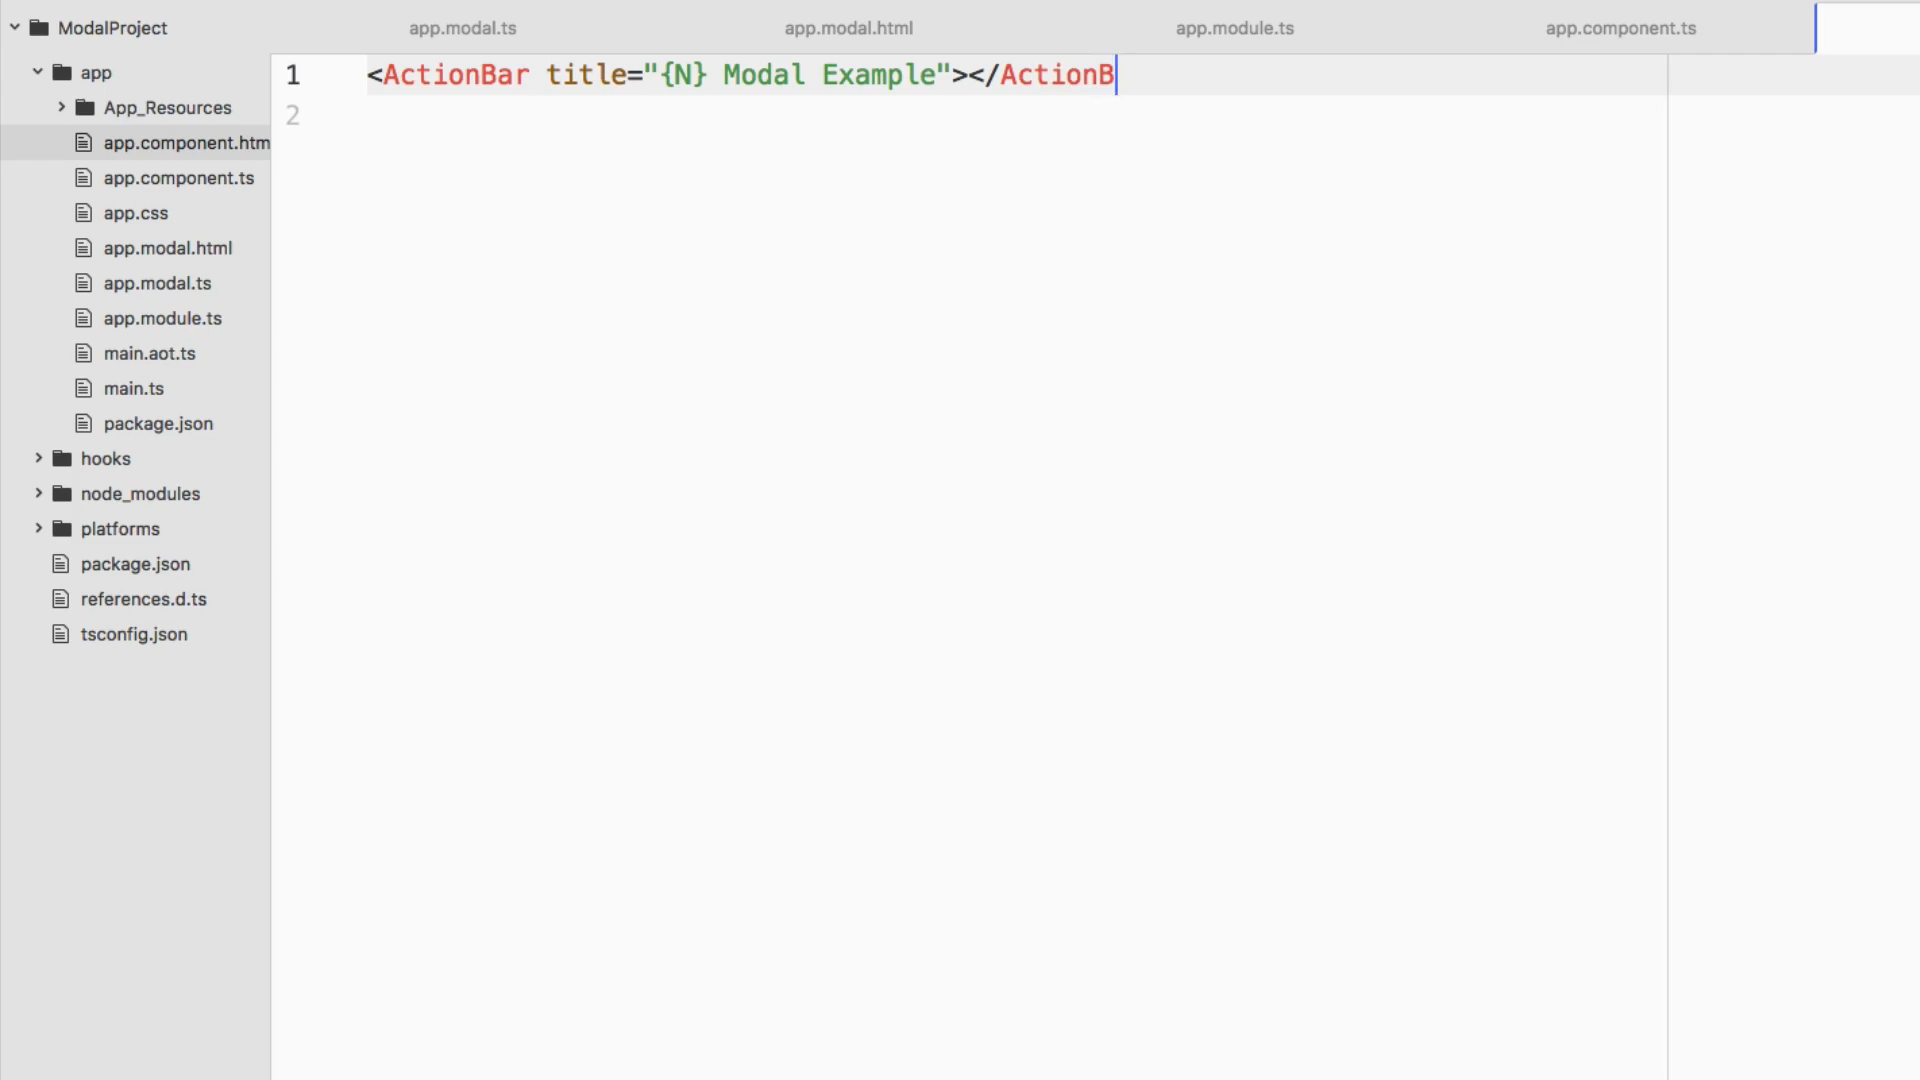 ModalProject
app
App_Resources
app.component.htm
app.component.ts
app.css
app.modal.html
app.modal.ts
app.module.ts
main.aot.ts
main.ts
package.json
hooks
node_modules
platforms
package.json
references.d.ts
tsconfig.json
app.modal.ts
app.modal.html
app.module.ts
app.component.ts
1 <ActionBar title="{N} Modal Example"></ActionB
2